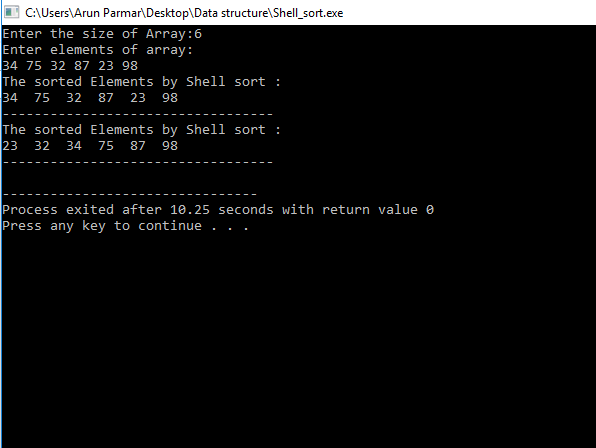 C:\Users\Arun Parmar\Desktop\Data structure\Shell_sort.exe
Enter the size of Array:6
Enter elements of array:
34 75 32 87 23 98
The sorted Elements by Shell sort :
34  75  32  87  23  98
----------------------------------
The sorted Elements by Shell sort :
23  32  34  75  87  98
----------------------------------
--------------------------------
Process exited after 10.25 seconds with return value 0
Press any key to continue . . .